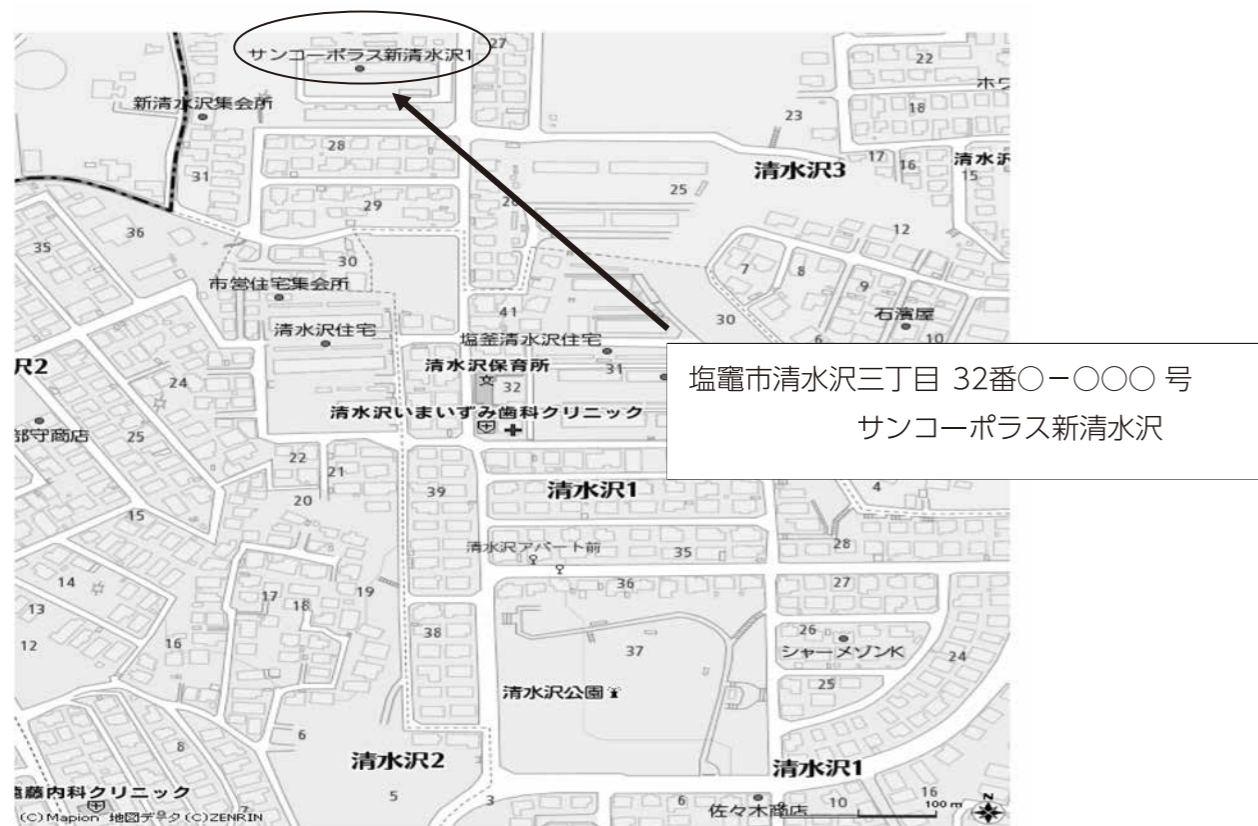 サンコーポラス新清水沢1
27
22
ホワ
新清水沢集会所
18
23
28
清水沢3
17
16
清水沢
15
31
25
29
26
12
36
35
30
7
8
市営住宅集会所
9
41
30
石濱屋
清水沢住宅
塩釜清水沢住宅
6
10
沢2
清水沢保育所
31
24
32
塩竈市清水沢三丁目 32番○-○○○ 号
サンコーポラス新清水沢
清水沢いまいずみ歯科クリニック
部守商店
25
22
21
39
清水沢1
4
20
15
清水沢アパート前
35
28
14
36
27
13
17
18
19
38
26
12
16
37
シャーメゾンK
24
25
清水沢公園
6
8
清水沢2
清水沢1
遠藤内科クリニック
5
3
6
佐々木商店
10
16
7
100 m
N
(C)Mapion 地図データ(C)ZENRIN